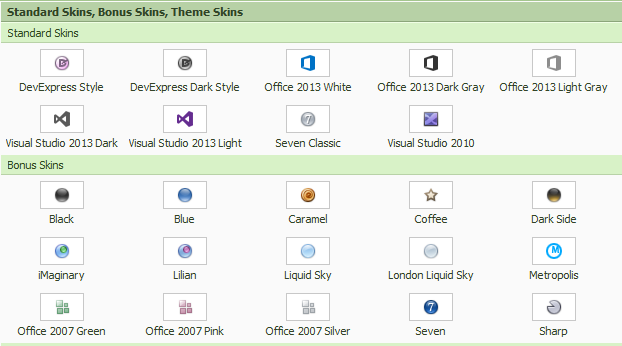 Standard Skins, Bonus Skins, Theme Skins
Standard Skins
DevExpress Style DevExpress Dark Style Office 2013 White Office 2013 Dark Gray Office 2013 Light Gray
Visual Studio 2013 Dark Visual Studio 2013 Light Seven Classic Visual Studio 2010
Bonus Skins
Black Blue Caramel Coffee Dark Side
iMaginary Lilian Liquid Sky London Liquid Sky Metropolis
Office 2007 Green Office 2007 Pink Office 2007 Silver Seven Sharp